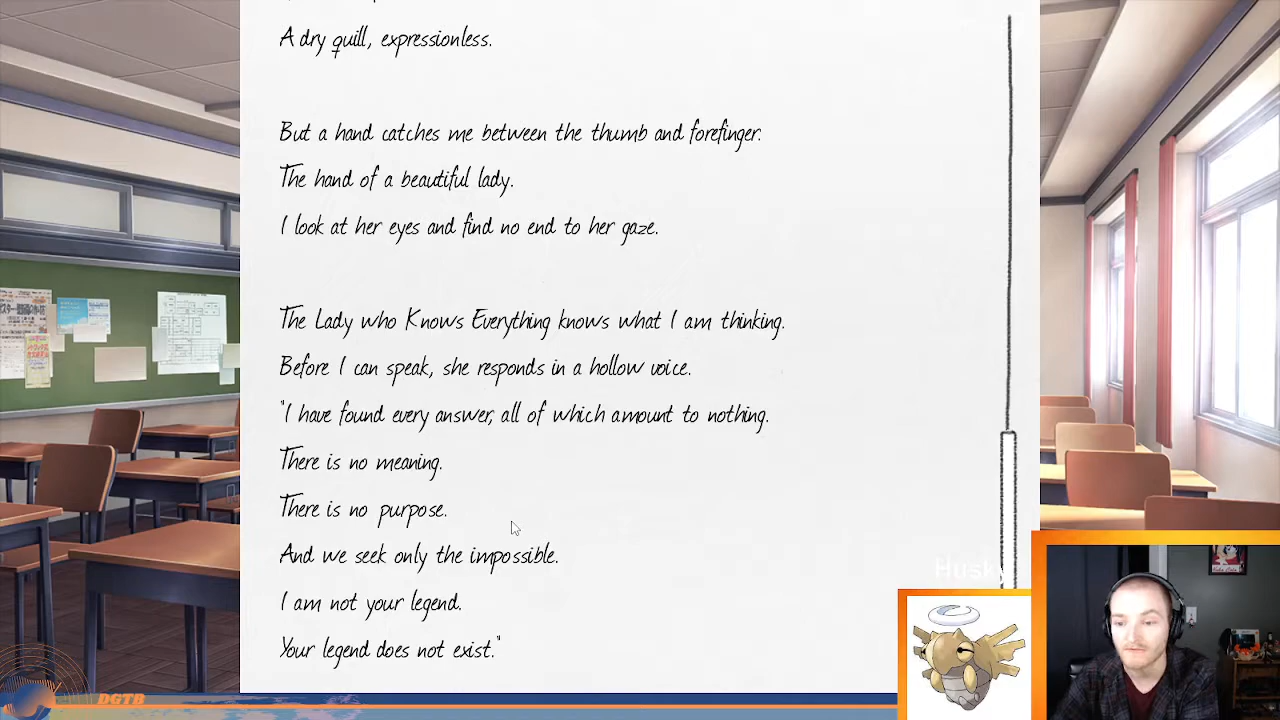 A dry quill, expressionless.
But a hand catches me between the thumb and forefinger.
The hand of a beautiful lady.
I look at her eyes and find no end to her gaze.
The Lady who Knows Everything knows what I am thinking.
Before I can speak, she responds in a hollow voice.
"I have found every answer, all of which amount to nothing.
There is no meaning.
There is no purpose.
And we seek only the impossible.
I am not your legend.
Your legend does not exist."
Husky
DGTB